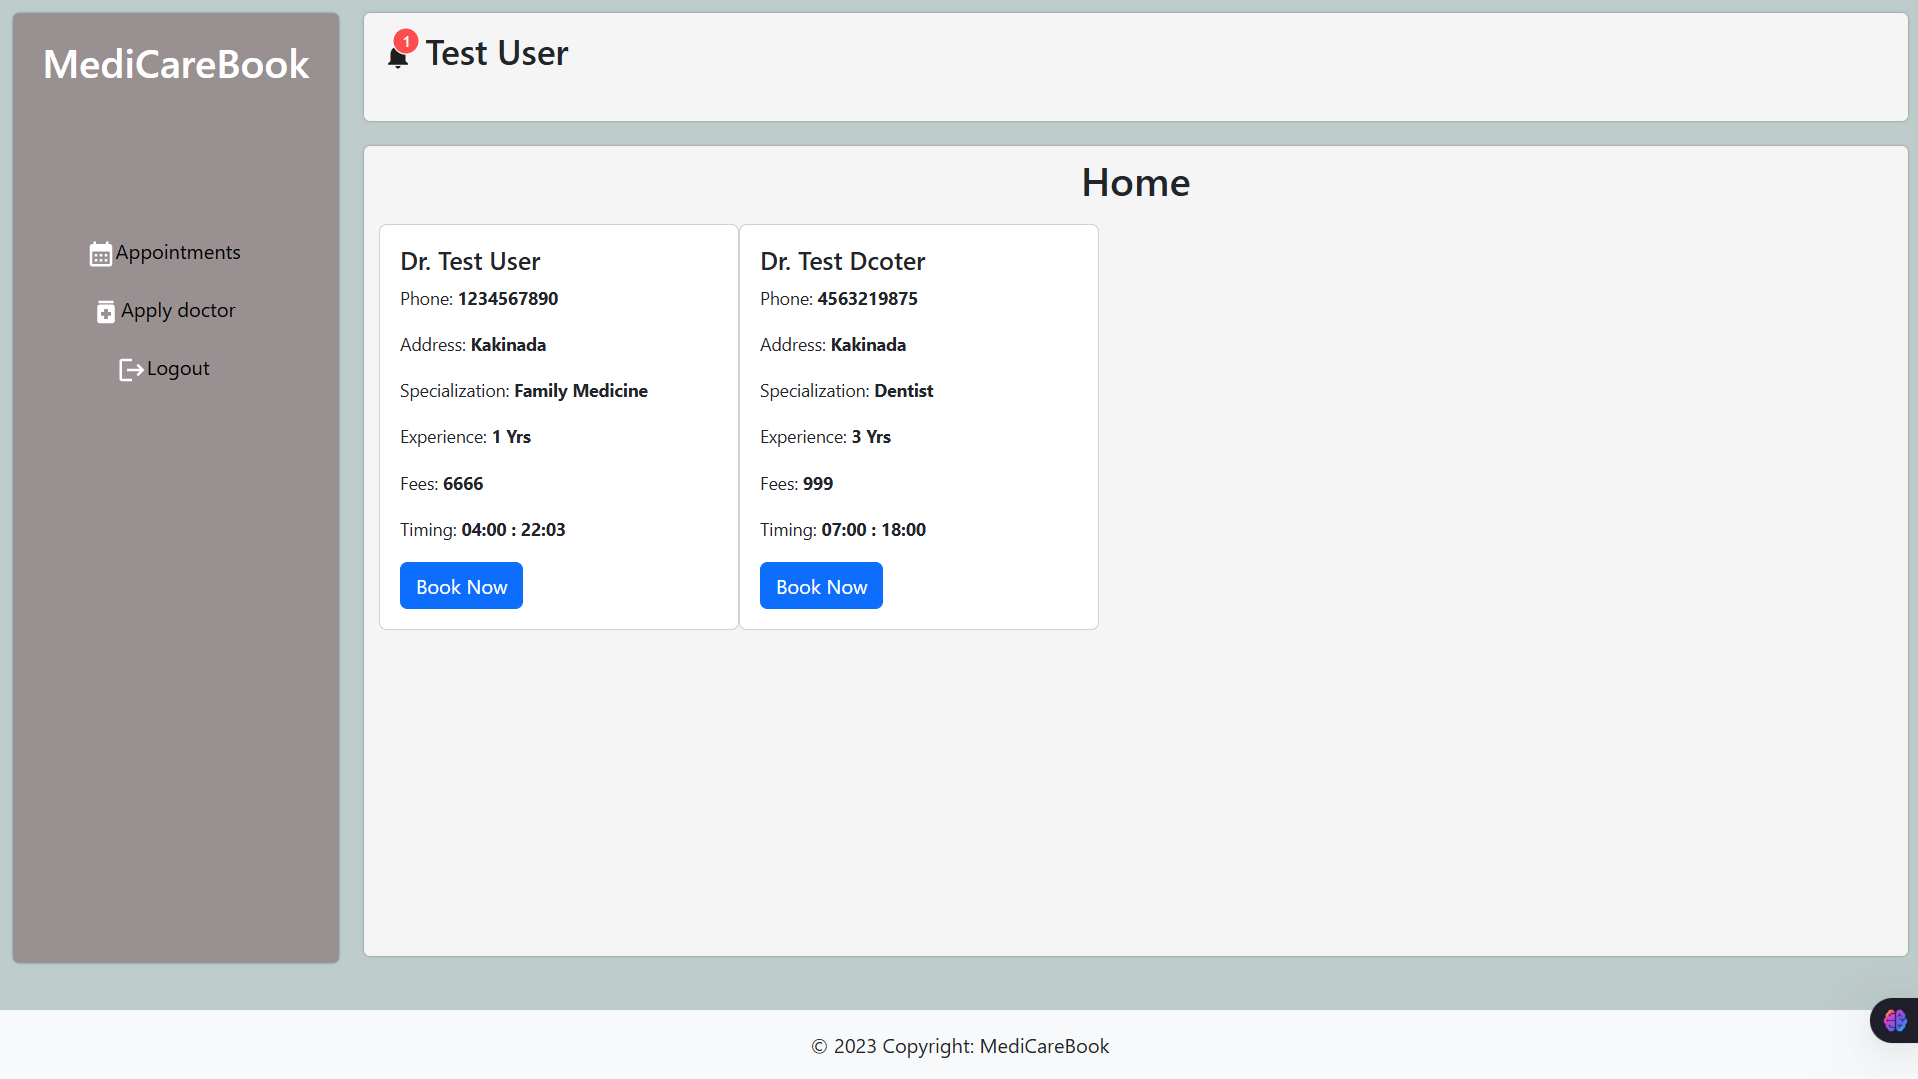 MediCareBook
Appointments
Apply doctor
Logout
1
Test User
Home
Dr. Test User
Phone: 1234567890
Address: Kakinada
Specialization: Family Medicine
Experience: 1 Yrs
Fees: 6666
Timing: 04:00 : 22:03
Book Now
Dr. Test Dcoter
Phone: 4563219875
Address: Kakinada
Specialization: Dentist
Experience: 3 Yrs
Fees: 999
Timing: 07:00 : 18:00
Book Now
© 2023 Copyright: MediCareBook